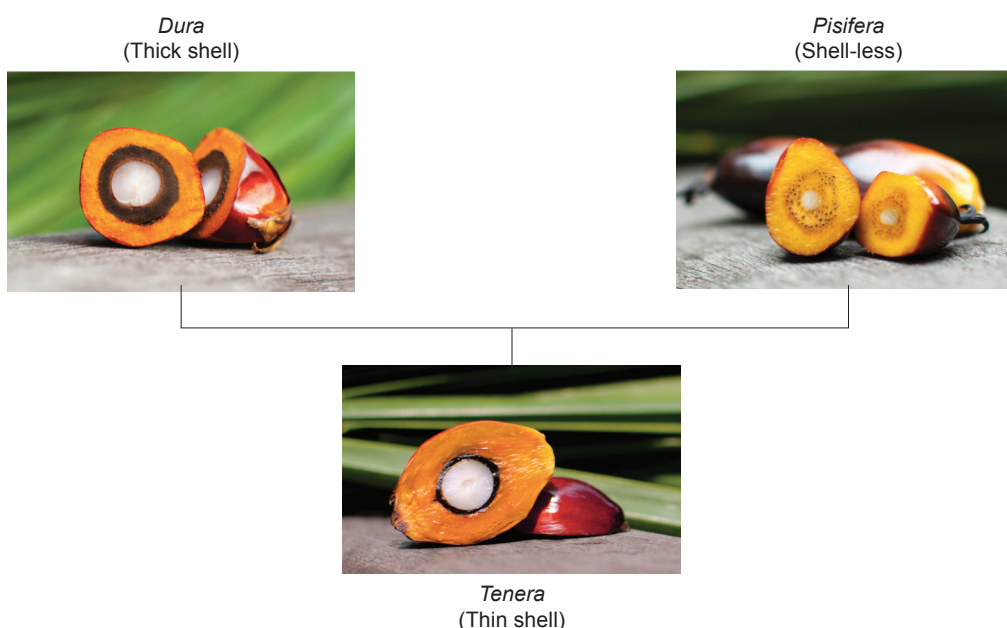 Dura
(Thick shell)
Pisifera
(Shell-less)
Tenera
(Thin shell)